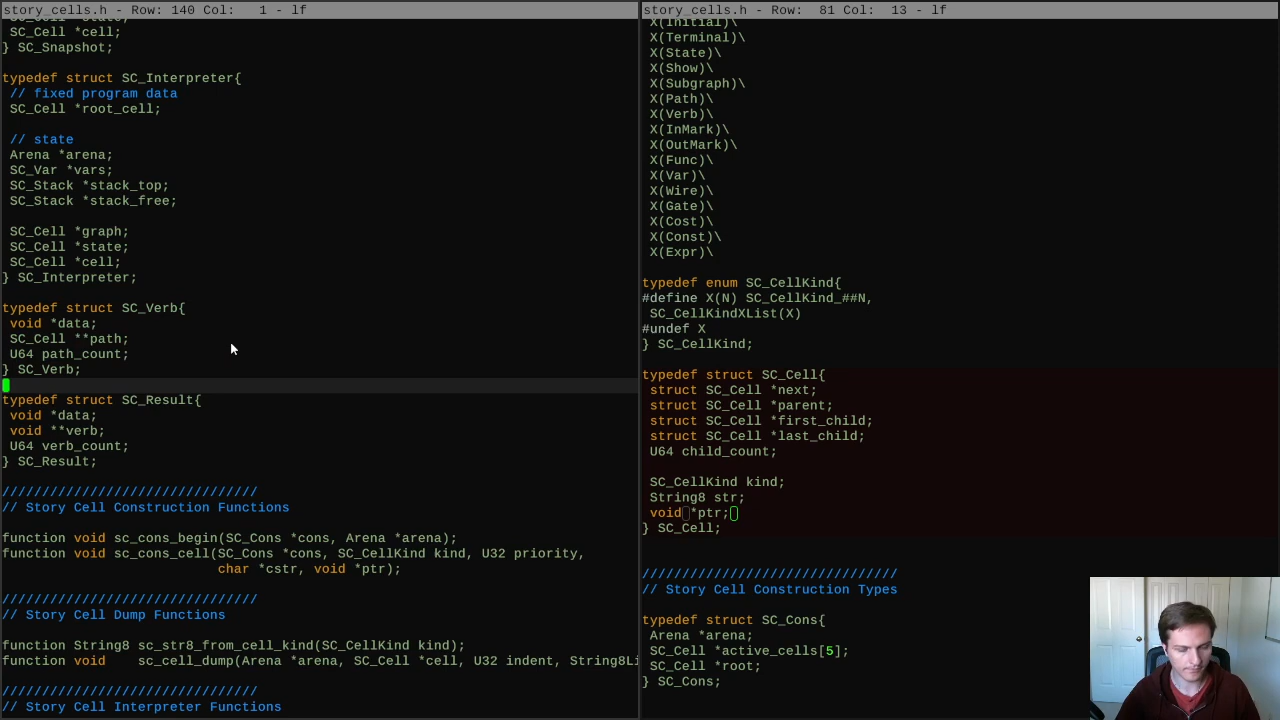 story_cells.h - Row: 140 Col:   1 - lf
 SC_Cell *state;
 SC_Cell *cell;
} SC_Snapshot;

typedef struct SC_Interpreter{
 // fixed program data
 SC_Cell *root_cell;

 // state
 Arena *arena;
 SC_Var *vars;
 SC_Stack *stack_top;
 SC_Stack *stack_free;

 SC_Cell *graph;
 SC_Cell *state;
 SC_Cell *cell;
} SC_Interpreter;

typedef struct SC_Verb{
 void *data;
 SC_Cell **path;
 U64 path_count;
} SC_Verb;

typedef struct SC_Result{
 void *data;
 void **verb;
 U64 verb_count;
} SC_Result;

////////////////////////////////
// Story Cell Construction Functions

function void sc_cons_begin(SC_Cons *cons, Arena *arena);
function void sc_cons_cell(SC_Cons *cons, SC_CellKind kind, U32 priority,
                           char *cstr, void *ptr);

////////////////////////////////
// Story Cell Dump Functions

function String8 sc_str8_from_cell_kind(SC_CellKind kind);
function void    sc_cell_dump(Arena *arena, SC_Cell *cell, U32 indent, String8Li

////////////////////////////////
// Story Cell Interpreter Functions

story_cells.h - Row:  81 Col:  13 - lf
 X(Initial)\
 X(Terminal)\
 X(State)\
 X(Show)\
 X(Subgraph)\
 X(Path)\
 X(Verb)\
 X(InMark)\
 X(OutMark)\
 X(Func)\
 X(Var)\
 X(Wire)\
 X(Gate)\
 X(Cost)\
 X(Const)\
 X(Expr)\

typedef enum SC_CellKind{
#define X(N) SC_CellKind_##N,
 SC_CellKindXList(X)
#undef X
} SC_CellKind;

typedef struct SC_Cell{
 struct SC_Cell *next;
 struct SC_Cell *parent;
 struct SC_Cell *first_child;
 struct SC_Cell *last_child;
 U64 child_count;

 SC_CellKind kind;
 String8 str;
 void *ptr;
} SC_Cell;


////////////////////////////////
// Story Cell Construction Types

typedef struct SC_Cons{
 Arena *arena;
 SC_Cell *active_cells[5];
 SC_Cell *root;
} SC_Cons;